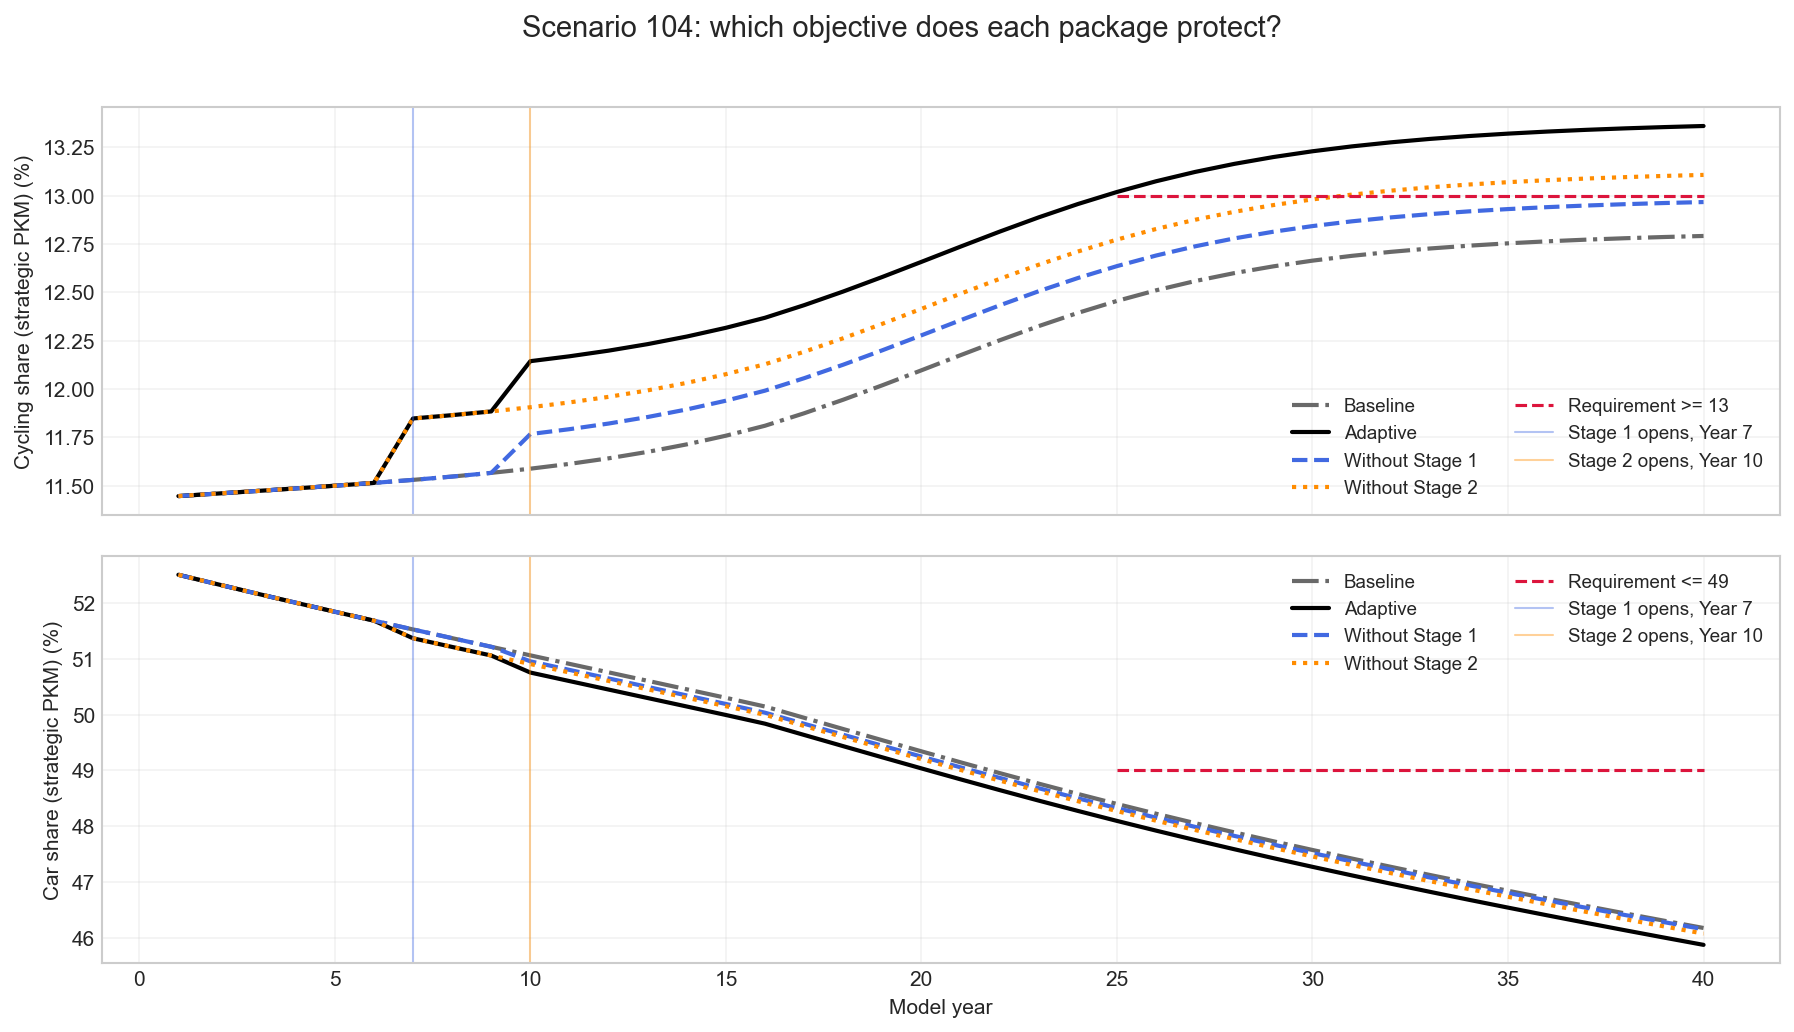 Scenario 104: which objective does each package protect?
Cycling share (strategic PKM) (%)
13.25
13.00
12.75
12.50
12.25
12.00
11.75
11.50
Baseline
Adaptive
Without Stage 1
Without Stage 2
Requirement >= 13
Stage 1 opens, Year 7
Stage 2 opens, Year 10
Car share (strategic PKM) (%)
52
51
50
49
48
47
46
Baseline
Adaptive
Without Stage 1
Without Stage 2
Requirement <= 49
Stage 1 opens, Year 7
Stage 2 opens, Year 10
0 5 10 15 20 25 30 35 40
Model year